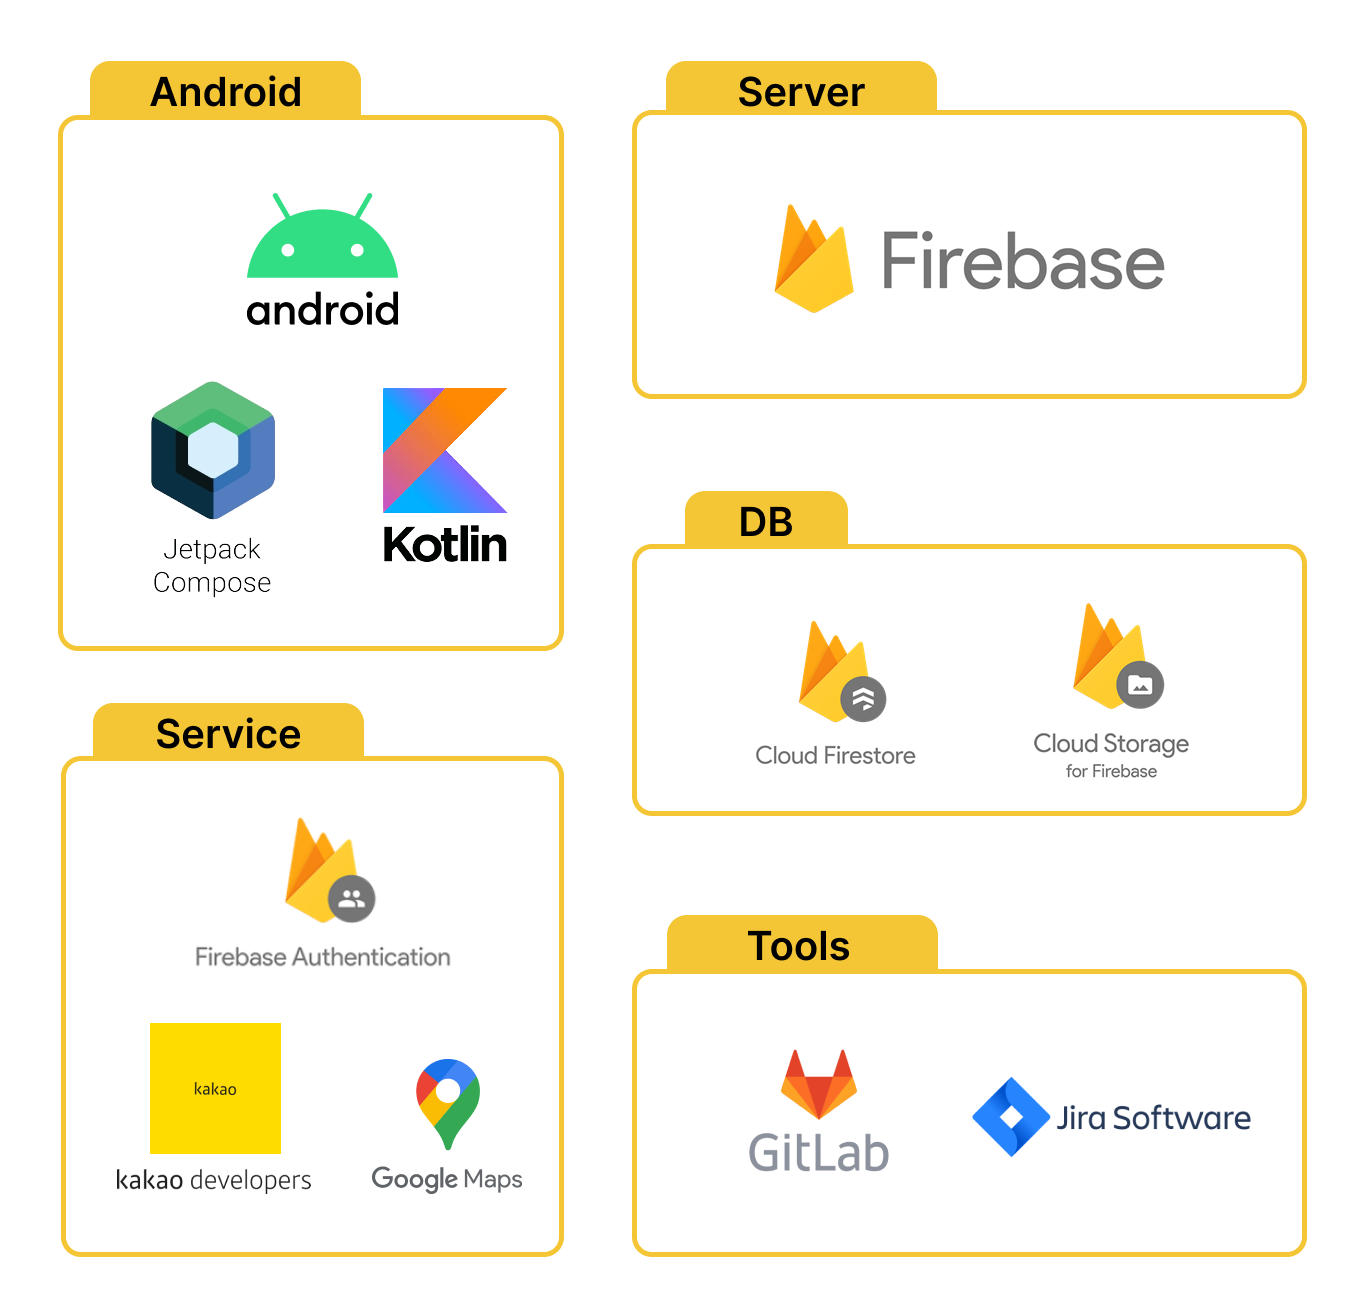 Android
android
Jetpack
Compose
Kotlin
Server
Firebase
DB
Cloud Firestore
Cloud Storage
for Firebase
Service
Firebase Authentication
kakao
kakao developers
Google Maps
Tools
GitLab
Jira Software